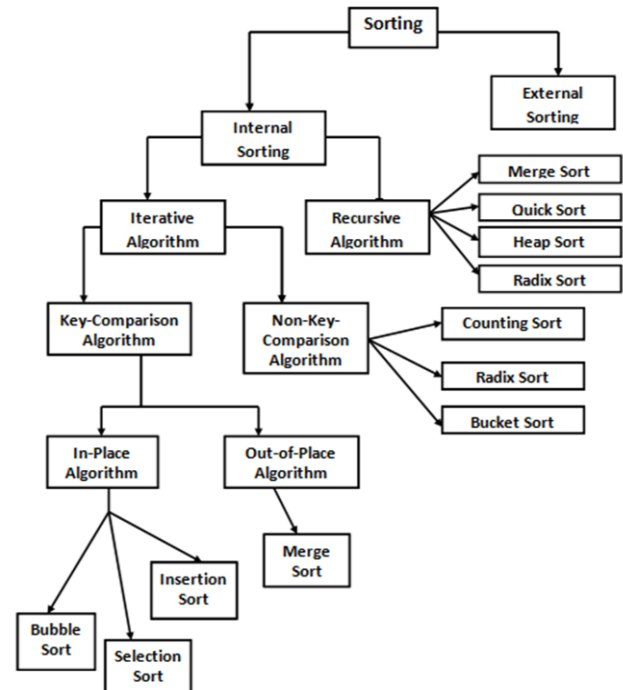 Sorting
External
Sorting
Internal
Sorting
Merge Sort
Quick Sort
Heap Sort
Radix Sort
Iterative
Algorithm
Recursive
Algorithm
Key-Comparison
Algorithm
Non-Key-
Comparison
Algorithm
Counting Sort
Radix Sort
Bucket Sort
In-Place
Algorithm
Out-of-Place
Algorithm
Merge
Sort
Insertion
Sort
Bubble
Sort
Selection
Sort